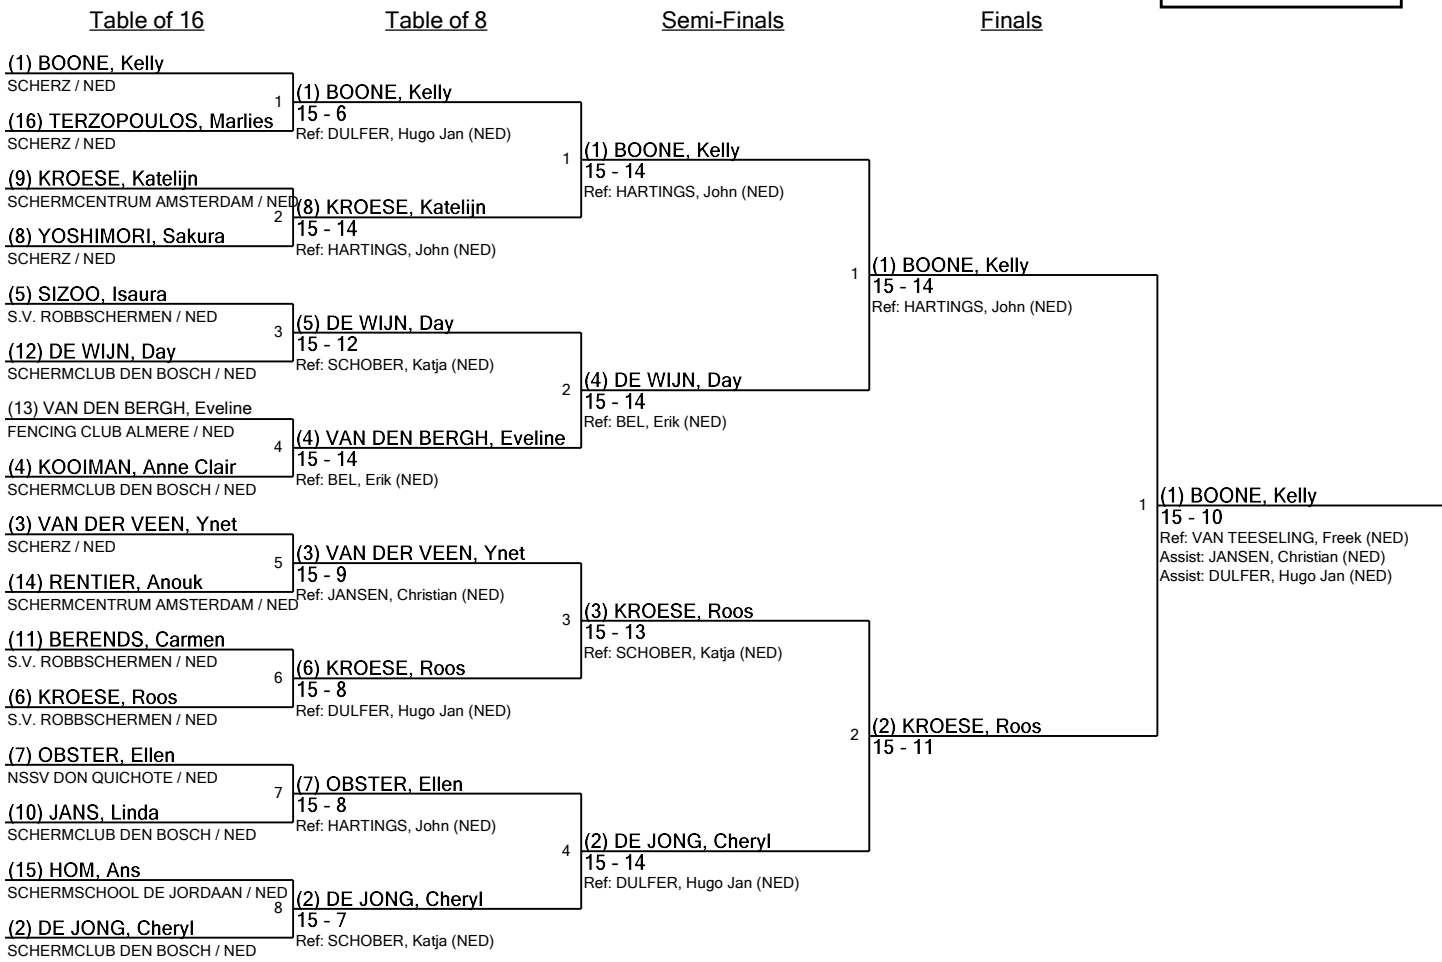 Table of 16
Table of 8
Semi-Finals
Finals
(1) BOONE, Kelly
SCHERZ / NED
1
(16) TERZOPOULOS, Marlies
SCHERZ / NED
(9) KROESE, Katelijn
SCHERMCENTRUM AMSTERDAM / NED
2
(8) YOSHIMORI, Sakura
SCHERZ / NED
(5) SIZOO, Isaura
S.V. ROBBSCHERMEN / NED
3
(12) DE WIJN, Day
SCHERMCLUB DEN BOSCH / NED
(13) VAN DEN BERGH, Eveline
FENCING CLUB ALMERE / NED
4
(4) KOOIMAN, Anne Clair
SCHERMCLUB DEN BOSCH / NED
(3) VAN DER VEEN, Ynet
SCHERZ / NED
5
(14) RENTIER, Anouk
SCHERMCENTRUM AMSTERDAM / NED
(11) BERENDS, Carmen
S.V. ROBBSCHERMEN / NED
6
(6) KROESE, Roos
S.V. ROBBSCHERMEN / NED
(7) OBSTER, Ellen
NSSV DON QUICHOTE / NED
7
(10) JANS, Linda
SCHERMCLUB DEN BOSCH / NED
(15) HOM, Ans
SCHERMSCHOOL DE JORDAAN / NED
8
(2) DE JONG, Cheryl
SCHERMCLUB DEN BOSCH / NED
(1) BOONE, Kelly
15 - 6
Ref: DULFER, Hugo Jan (NED)
1
(8) KROESE, Katelijn
15 - 14
Ref: HARTINGS, John (NED)
(5) DE WIJN, Day
15 - 12
Ref: SCHOBER, Katja (NED)
2
(4) VAN DEN BERGH, Eveline
15 - 14
Ref: BEL, Erik (NED)
(3) VAN DER VEEN, Ynet
15 - 9
Ref: JANSEN, Christian (NED)
3
(6) KROESE, Roos
15 - 8
Ref: DULFER, Hugo Jan (NED)
(7) OBSTER, Ellen
15 - 8
Ref: HARTINGS, John (NED)
4
(2) DE JONG, Cheryl
15 - 7
Ref: SCHOBER, Katja (NED)
(1) BOONE, Kelly
15 - 14
Ref: HARTINGS, John (NED)
1
(4) DE WIJN, Day
15 - 14
Ref: BEL, Erik (NED)
(3) KROESE, Roos
15 - 13
Ref: SCHOBER, Katja (NED)
2
(2) DE JONG, Cheryl
15 - 14
Ref: DULFER, Hugo Jan (NED)
(1) BOONE, Kelly
15 - 14
Ref: HARTINGS, John (NED)
1
(2) KROESE, Roos
15 - 11
(1) BOONE, Kelly
15 - 10
Ref: VAN TEESELING, Freek (NED)
Assist: JANSEN, Christian (NED)
Assist: DULFER, Hugo Jan (NED)